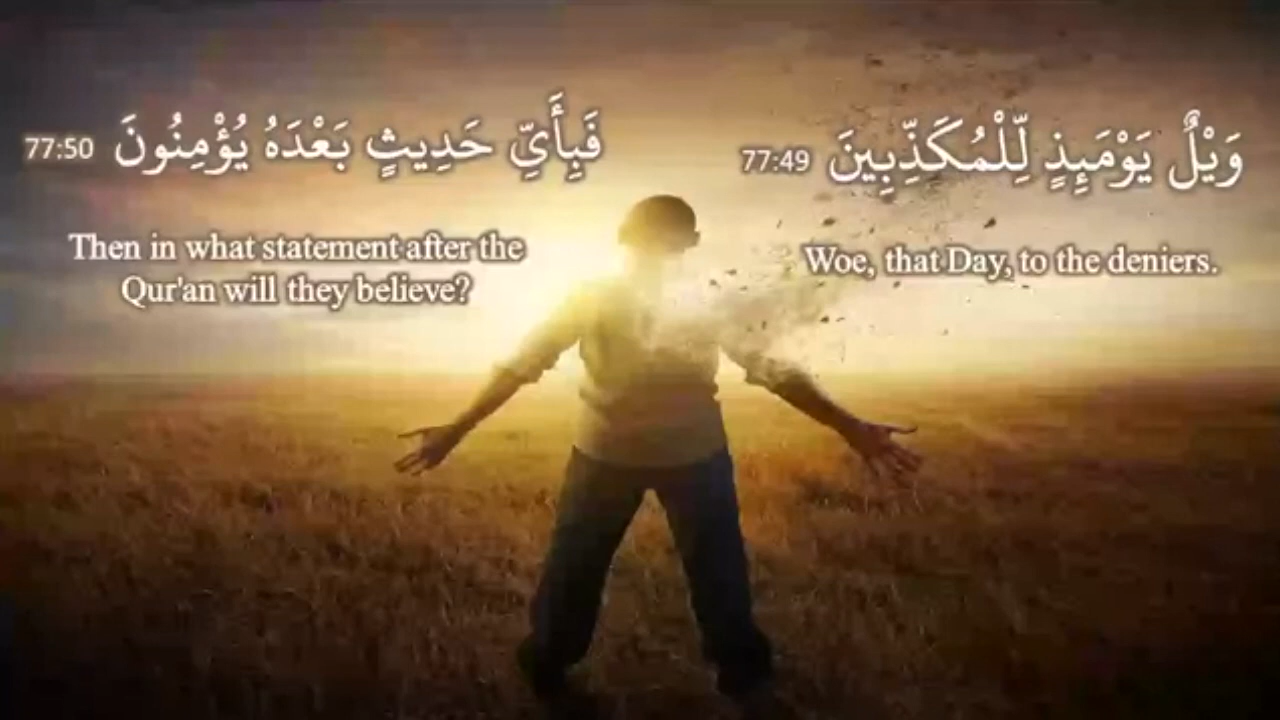 وَيْلٌ يَوْمَئِذٍ لِّلْمُكَذِّبِينَ 77:49
Woe, that Day, to the deniers.
فَبِأَيِّ حَدِيثٍ بَعْدَهُ يُؤْمِنُونَ 77:50
Then in what statement after the
Qur'an will they believe?